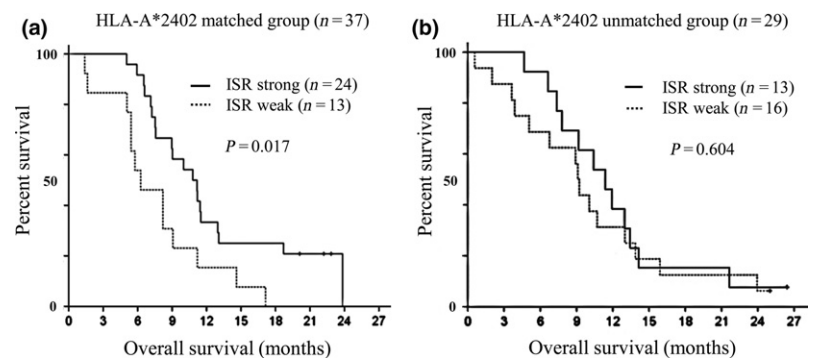 (a) HLA-A*2402 matched group (n = 37)
100
ISR strong (n = 24)
ISR weak (n = 13)
P = 0.017
50
Percent survival
0
0 3 6 9 12 15 18 21 24 27
Overall survival (months)
(b) HLA-A*2402 unmatched group (n = 29)
100
ISR strong (n = 13)
ISR weak (n = 16)
P = 0.604
50
Percent survival
0
0 3 6 9 12 15 18 21 24 27
Overall survival (months)